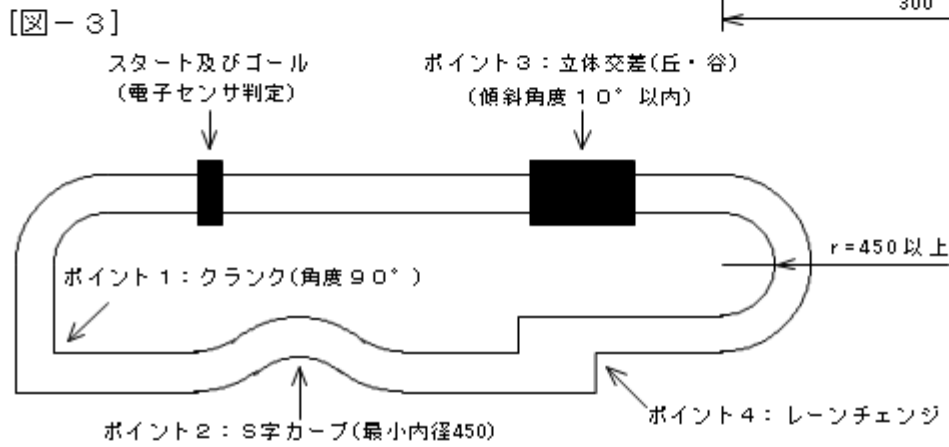 300
[図－３]
スタート及びゴール
(電子センサ判定)
ポイント３：立体交差(丘・谷)
(傾斜角度１０°以内)
r=450以上
ポイント１：クランク(角度９０°)
ポイント２：Ｓ字カーブ(最小内径450)
ポイント４：レーンチェンジ